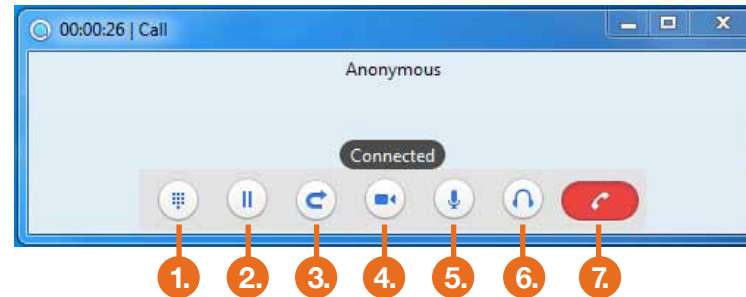 00:00:26 | Call
Anonymous
Connected
1. 2. 3. 4. 5. 6. 7.